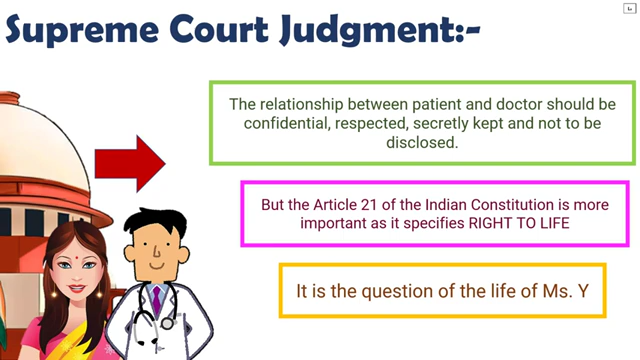 Supreme Court Judgment:-
The relationship between patient and doctor should be
confidential, respected, secretly kept and not to be
disclosed.
But the Article 21 of the Indian Constitution is more
important as it specifies RIGHT TO LIFE
It is the question of the life of Ms. Y